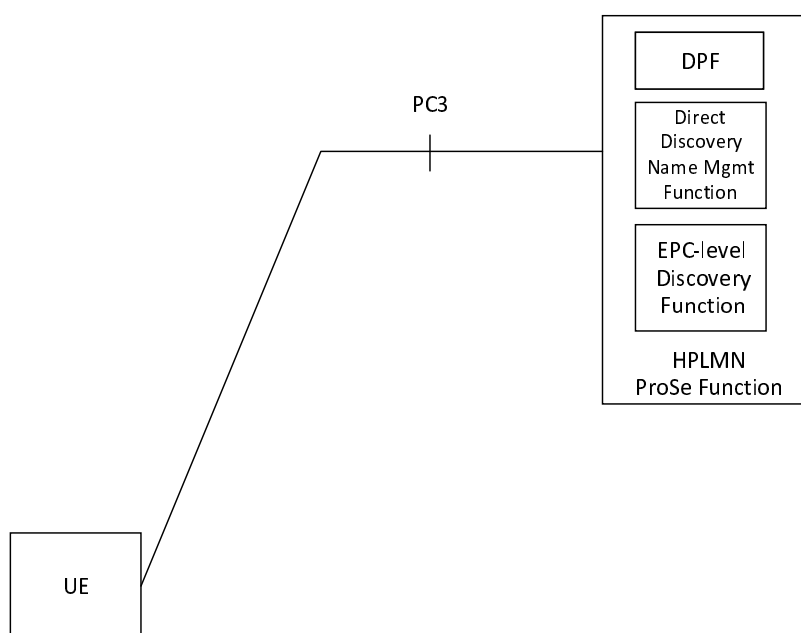 DPF
PC3
Direct
Discovery
Name Mgmt
Function
EPC-level
Discovery
Function
HPLMN
ProSe Function
UE